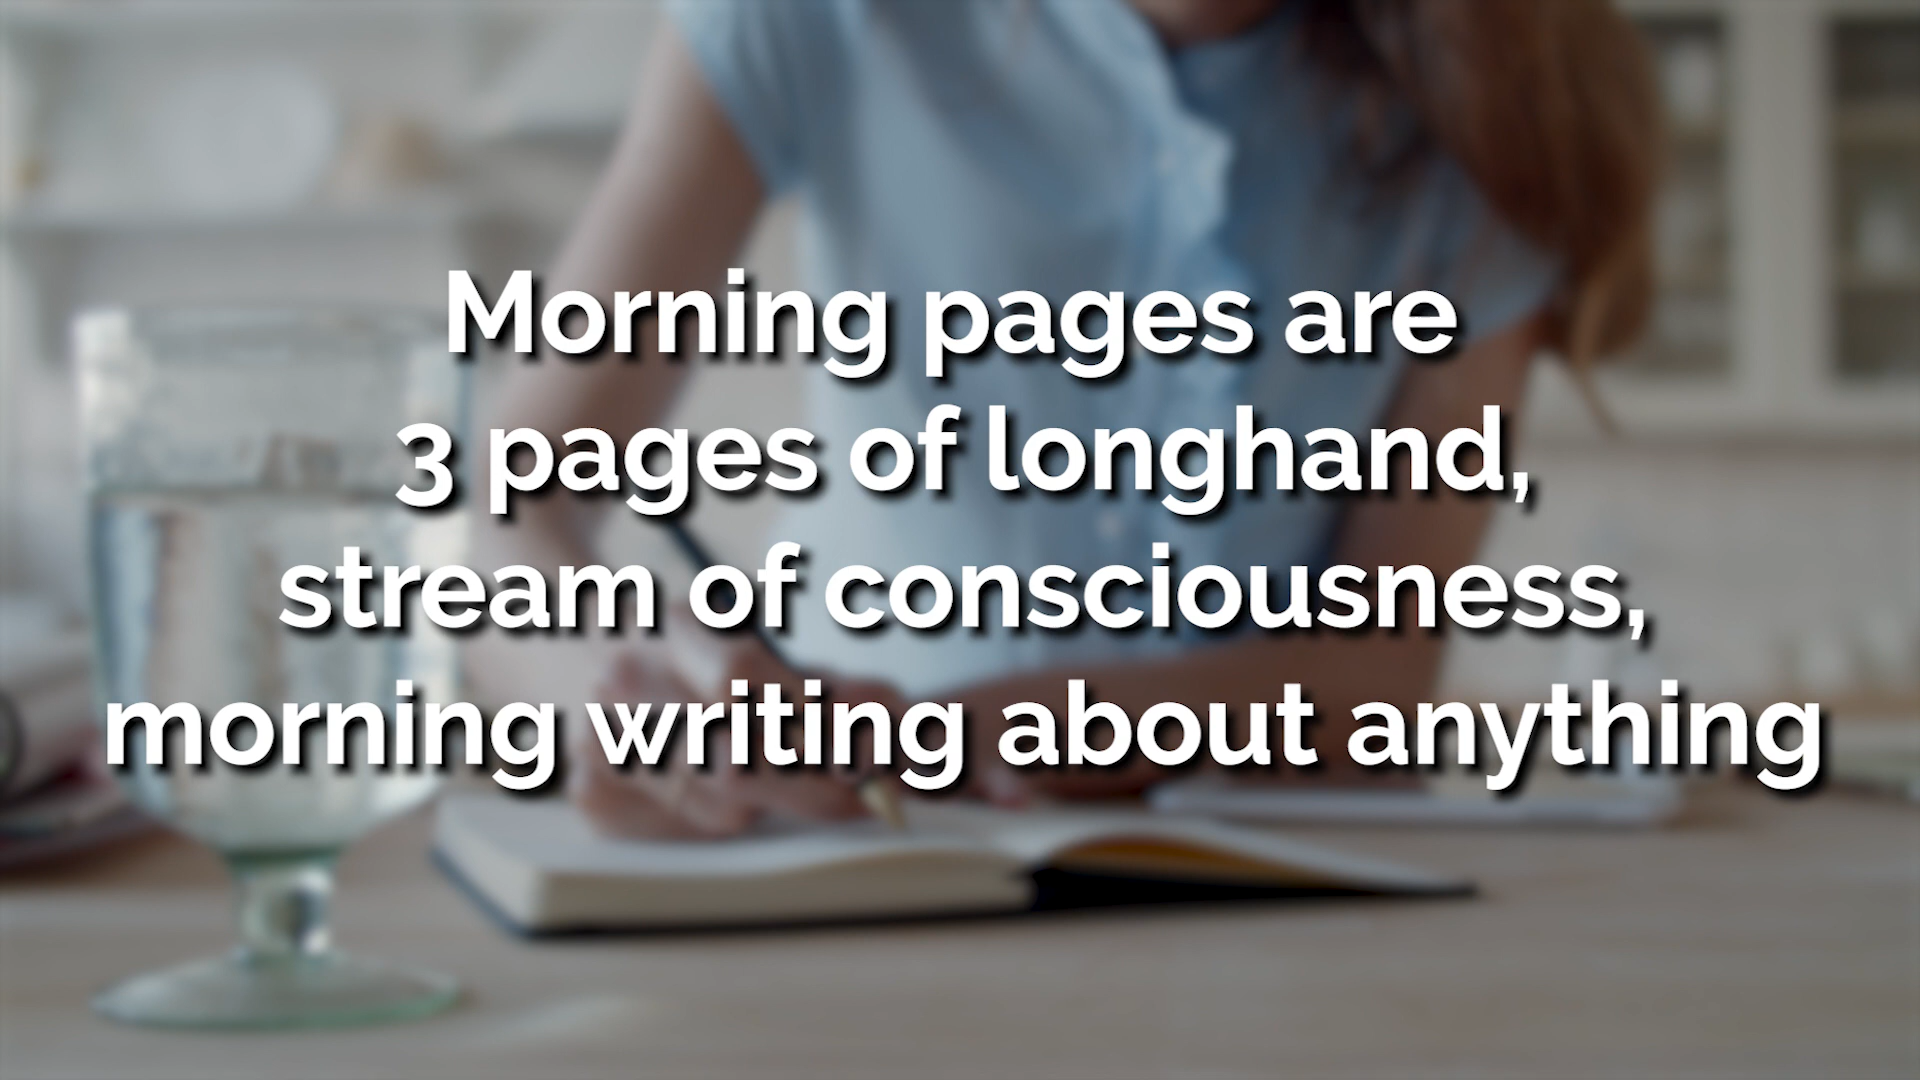 Morning pages are
3 pages of longhand,
stream of consciousness,
morning writing about anything